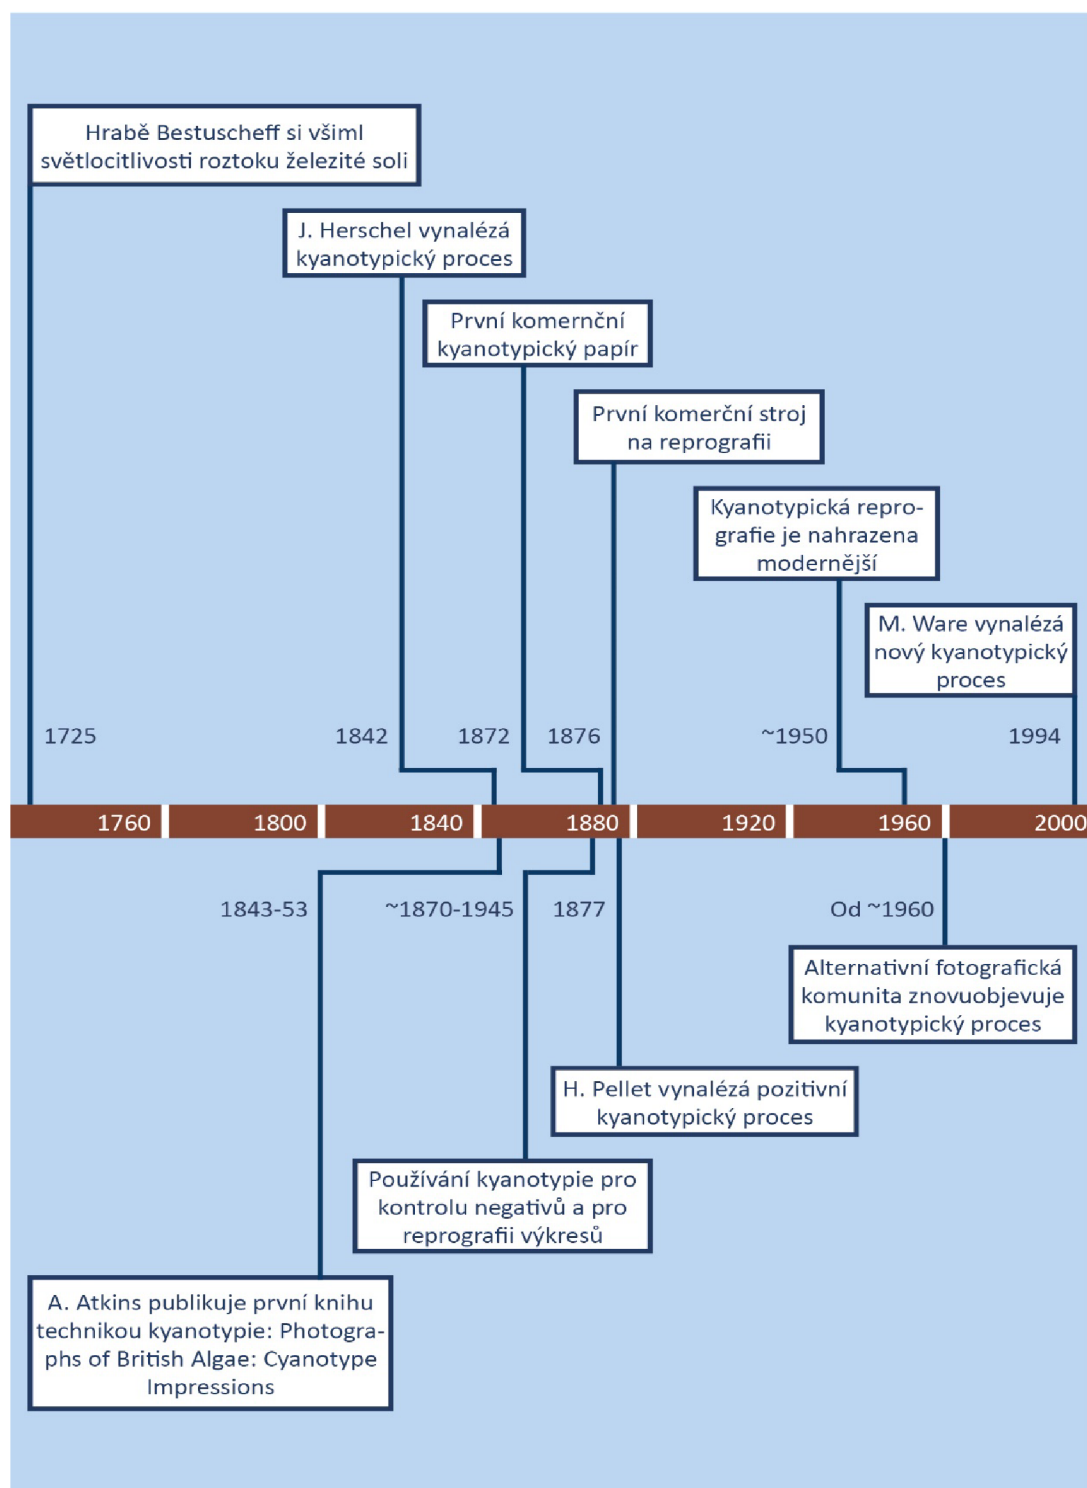 Hrabě Bestuscheff si všiml
světlocitlivosti roztoku železité soli
J. Herschel vynalézá
kyanotypický proces
První komernční
kyanotypický papír
První komerční stroj
na reprografii
Kyanotypická repro-
grafie je nahrazena
modernější
M. Ware vynalézá
nový kyanotypický
proces
1725
1842
1872
1876
~1950
1994
1760
1800
1840
1880
1920
1960
2000
1843-53
~1870-1945
1877
Od ~1960
Alternativní fotografická
komunita znovuobjevuje
kyanotypický proces
H. Pellet vynalézá pozitivní
kyanotypický proces
Používání kyanotypie pro
kontrolu negativů a pro
reprografii výkresů
A. Atkins publikuje první knihu
technikou kyanotypie: Photogra-
phs of British Algae: Cyanotype
Impressions